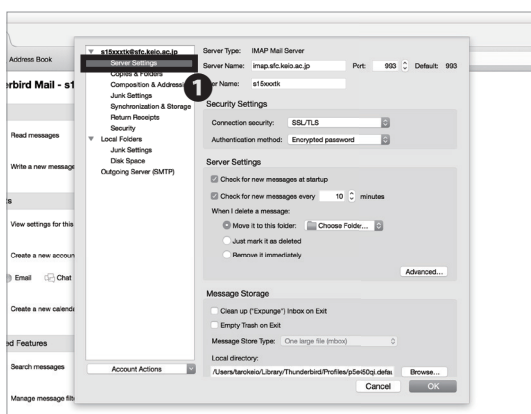 Address Book
rbird Mail - s1
Read messages
Write a new message
s
View settings for this
Create a new accoun
Email Chat
Create a new calenda
ed Features
Search messages
Manage message filt
s15xxxtk@sfc.keio.ac.jp
Server Settings
Copies & Folders
Composition & Addressi
Junk Settings
Synchronization & Storage
Return Receipts
Security
Local Folders
Junk Settings
Disk Space
Outgoing Server (SMTP)
Account Actions
1
Server Type: IMAP Mail Server
Server Name: imap.sfc.keio.ac.jp Port: 993 Default: 993
er Name: s15xxxtk
Security Settings
Connection security: SSL/TLS
Authentication method: Encrypted password
Server Settings
Check for new messages at startup
Check for new messages every 10 minutes
When I delete a message:
Move it to this folder: Choose Folde...
Just mark it as deleted
Remove it immediately
Advanced...
Message Storage
Clean up ("Expunge") Inbox on Exit
Empty Trash on Exit
Message Store Type: One large file (mbox)
Local directory:
/Users/tarokeio/Library/Thunderbird/Profiles/p5ei50qi.defau Browse...
Cancel OK